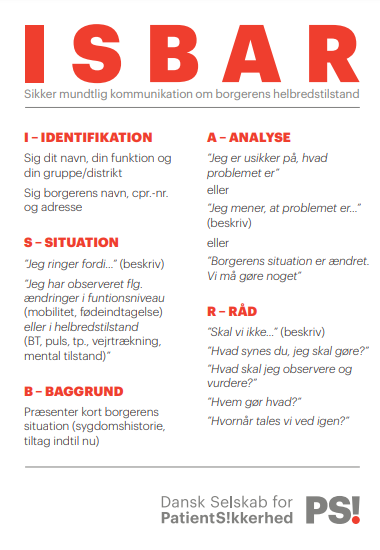 ISBAR
Sikker mundtlig kommunikation om borgerens helbredstilstand
I – IDENTIFIKATION
Sig dit navn, din funktion og
din gruppe/distrikt
Sig borgerens navn, cpr.-nr.
og adresse
S – SITUATION
"Jeg ringer fordi..." (beskriv)
"Jeg har observeret flg.
ændringer i funtionsniveau
(mobilitet, fødeindtagelse)
eller i helbredstilstand
(BT, puls, tp., vejrtrækning,
mental tilstand)"
B – BAGGRUND
Præsenter kort borgerens
situation (sygdomshistorie,
tiltag indtil nu)
A – ANALYSE
"Jeg er usikker på, hvad
problemet er"
eller
"Jeg mener, at problemet er..."
(beskriv)
eller
"Borgerens situation er ændret.
Vi må gøre noget"
R – RÅD
"Skal vi ikke..." (beskriv)
"Hvad synes du, jeg skal gøre?"
"Hvad skal jeg observere og
vurdere?"
"Hvem gør hvad?"
"Hvornår tales vi ved igen?"
Dansk Selskab for
PatientS!kkerhed
PS!